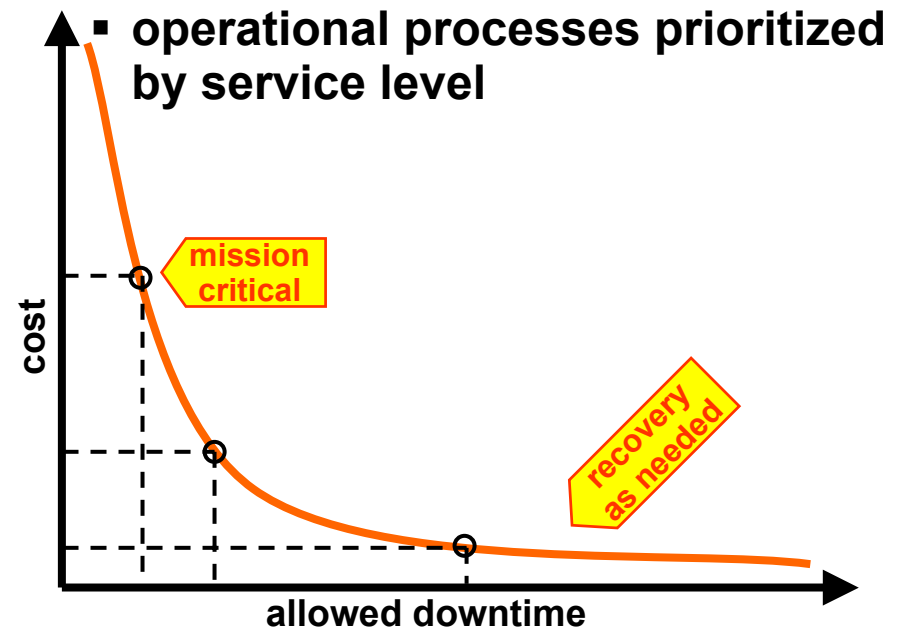 ▪ operational processes prioritized
by service level
mission
critical
cost
recovery
as needed
allowed downtime